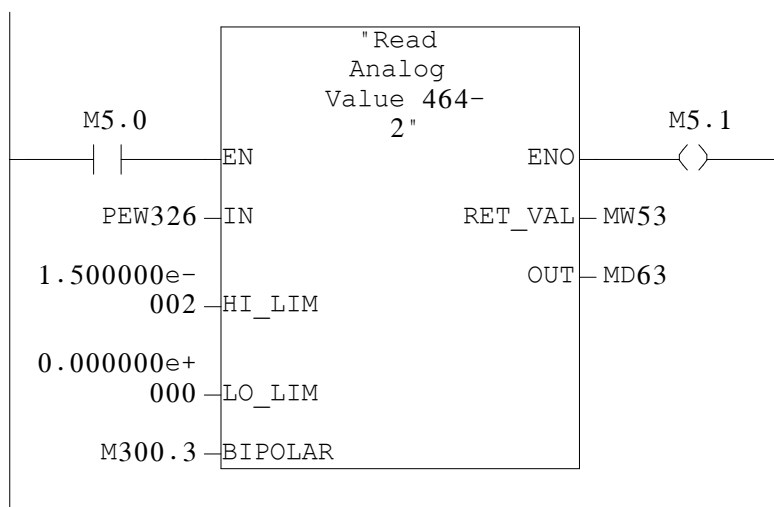 "Read
Analog
Value 464-
2"
M5.0
M5.1
EN
ENO
PEW326
IN
RET_VAL
MW53
1.500000e-
002
HI_LIM
OUT
MD63
0.000000e+
000
LO_LIM
M300.3
BIPOLAR